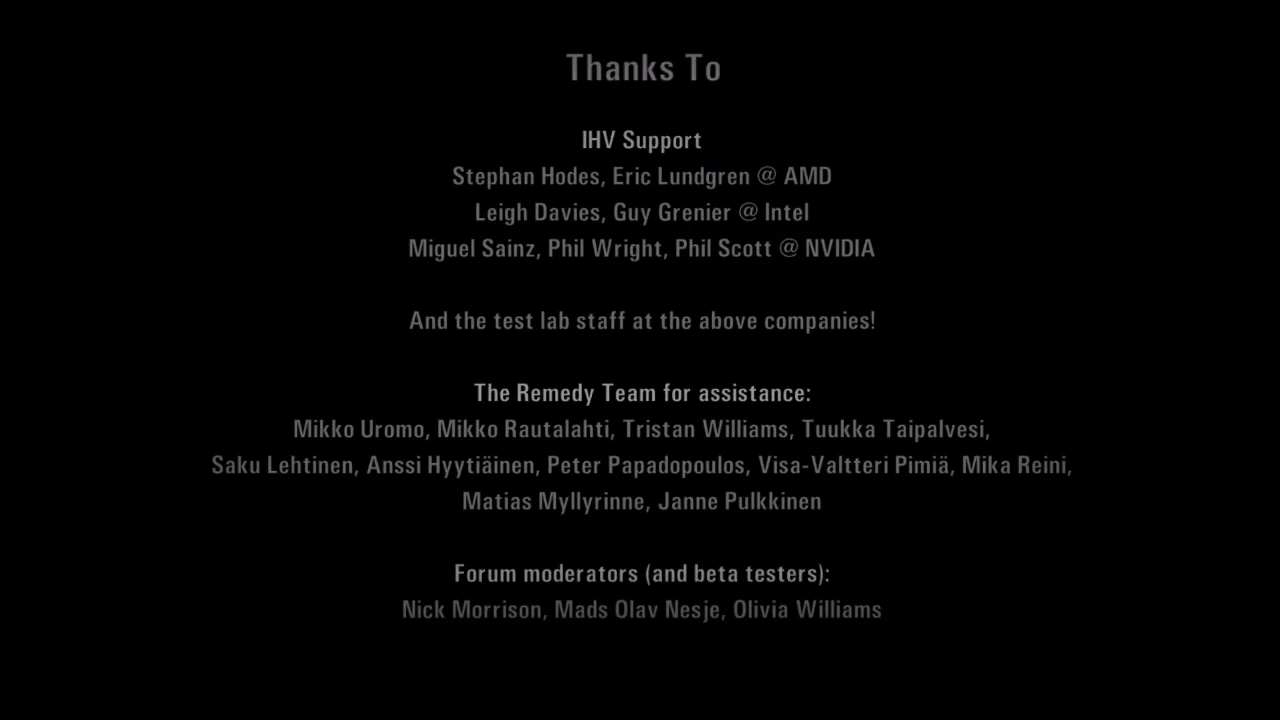 Thanks To
IHV Support
Stephan Hodes, Eric Lundgren @ AMD
Leigh Davies, Guy Grenier @ Intel
Miguel Sainz, Phil Wright, Phil Scott @ NVIDIA
And the test lab staff at the above companies!
The Remedy Team for assistance:
Mikko Uromo, Mikko Rautalahti, Tristan Williams, Tuukka Taipalvesi,
Saku Lehtinen, Anssi Hyytiäinen, Peter Papadopoulos, Visa-Valtteri Pimiä, Mika Reini,
Matias Myllyrinne, Janne Pulkkinen
Forum moderators (and beta testers):
Nick Morrison, Mads Olav Nesje, Olivia Williams